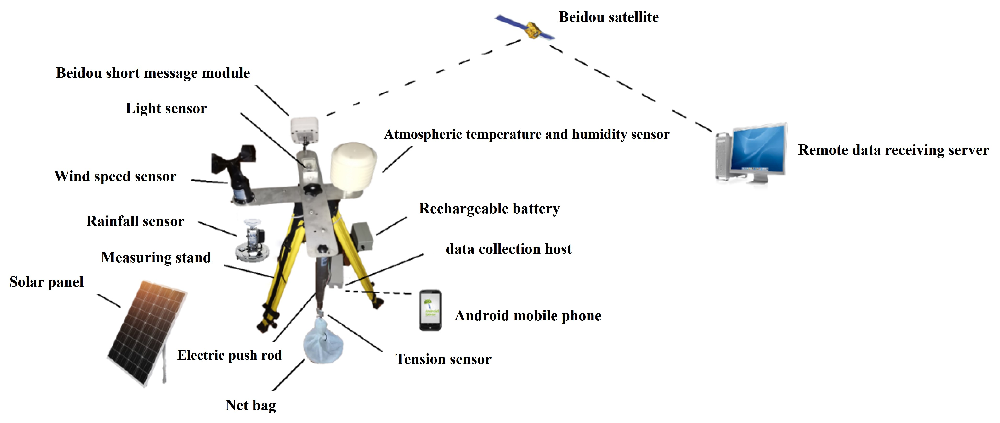 Beidou satellite
Beidou short message module
Light sensor
Atmospheric temperature and humidity sensor
Remote data receiving server
Wind speed sensor
Rechargeable battery
Rainfall sensor
data collection host
Measuring stand
Solar panel
Android mobile phone
Electric push rod
Tension sensor
Net bag